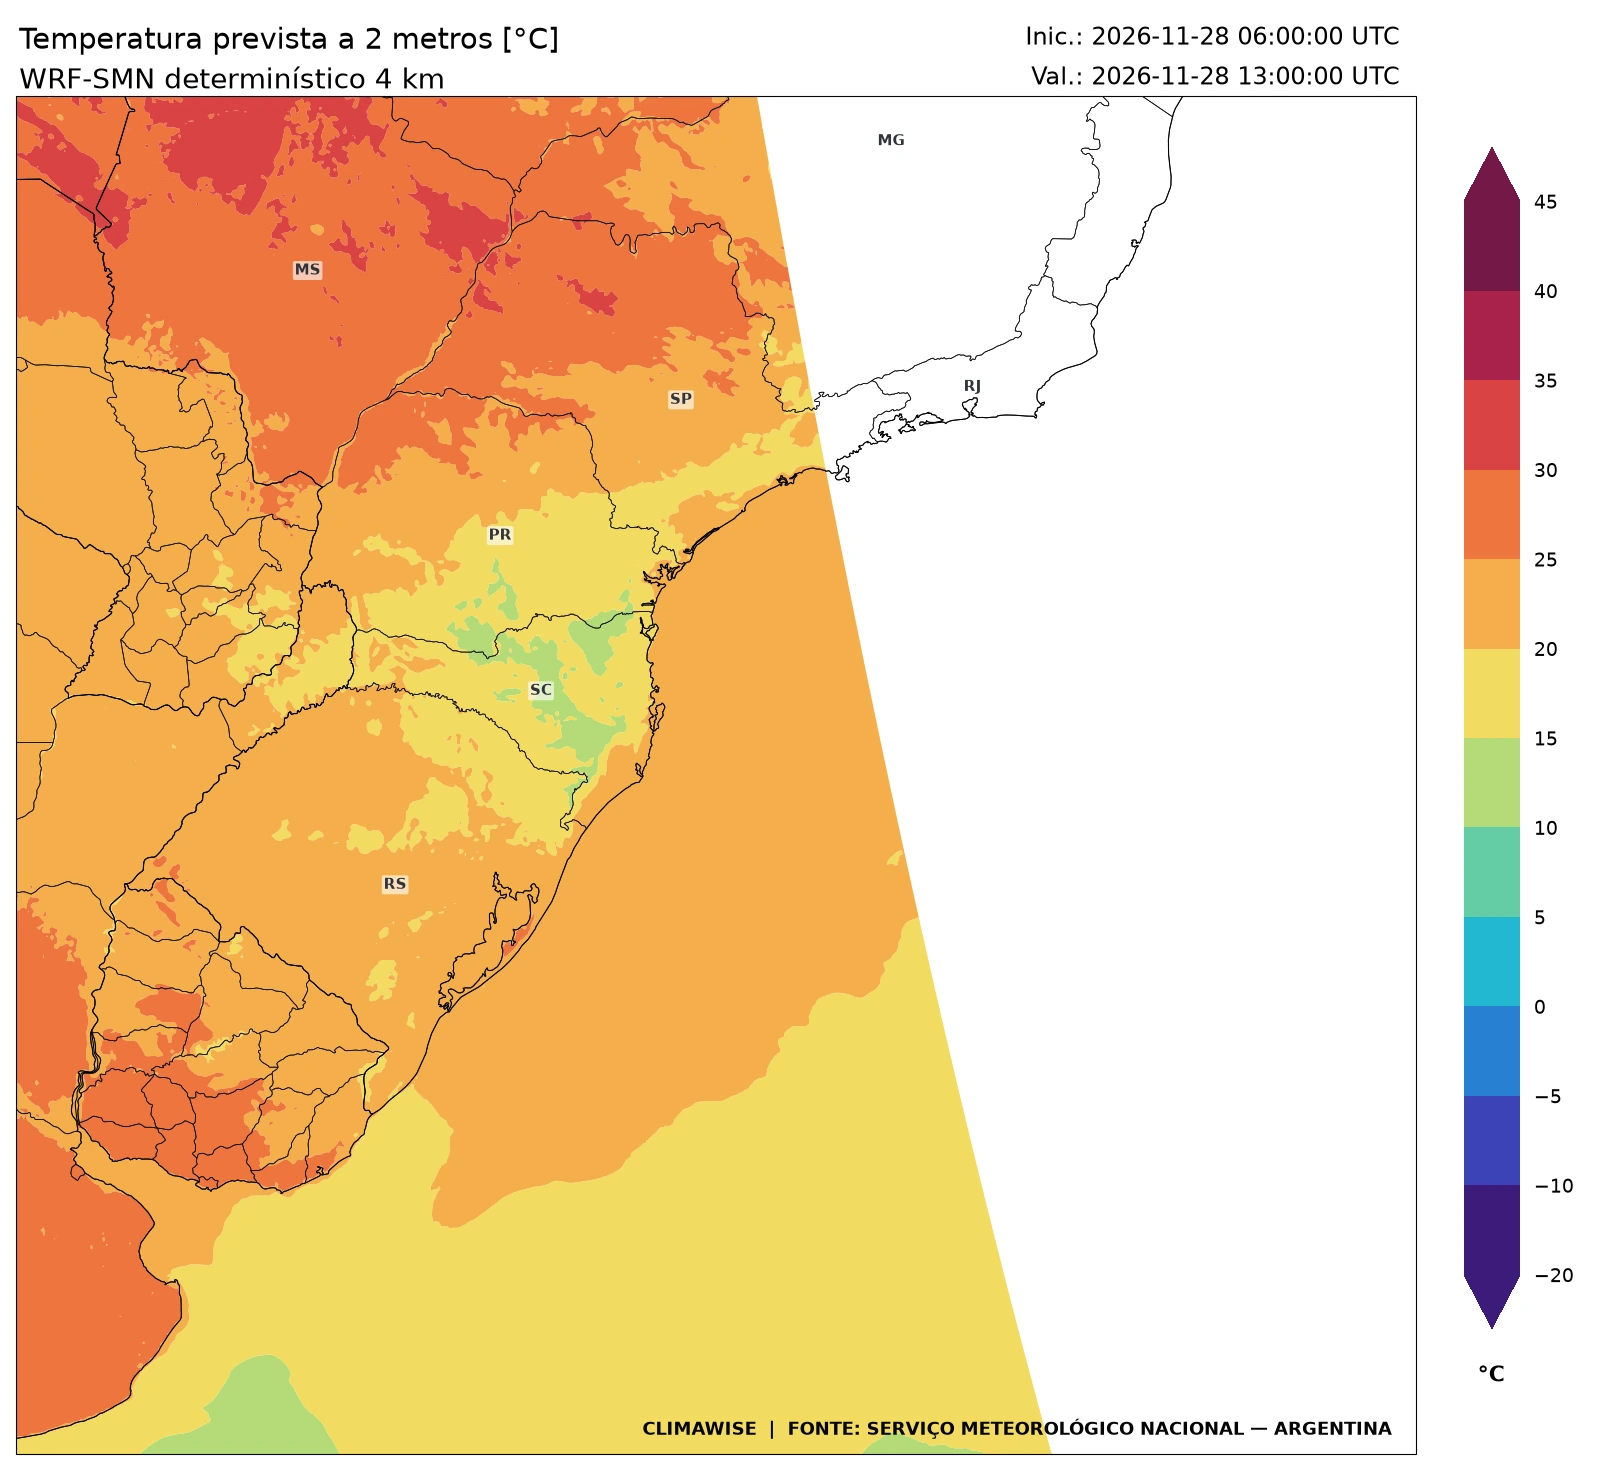 Temperatura prevista a 2 metros [°C]
WRF-SMN determinístico 4 km
Inic.: 2026-11-28 06:00:00 UTC
Val.: 2026-11-28 13:00:00 UTC
MG
MS
RJ
SP
PR
SC
RS
45
40
35
30
25
20
15
10
5
0
−5
−10
−20
°C
CLIMAWISE | FONTE: SERVIÇO METEOROLÓGICO NACIONAL — ARGENTINA